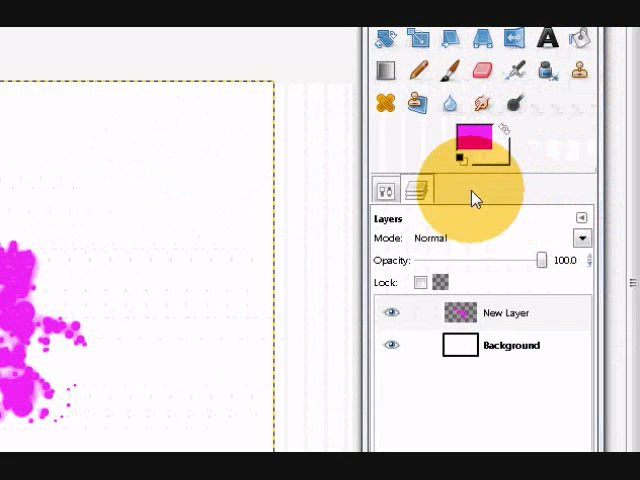 Layers
Mode: Normal
Opacity: 100.0
Lock:
New Layer
Background